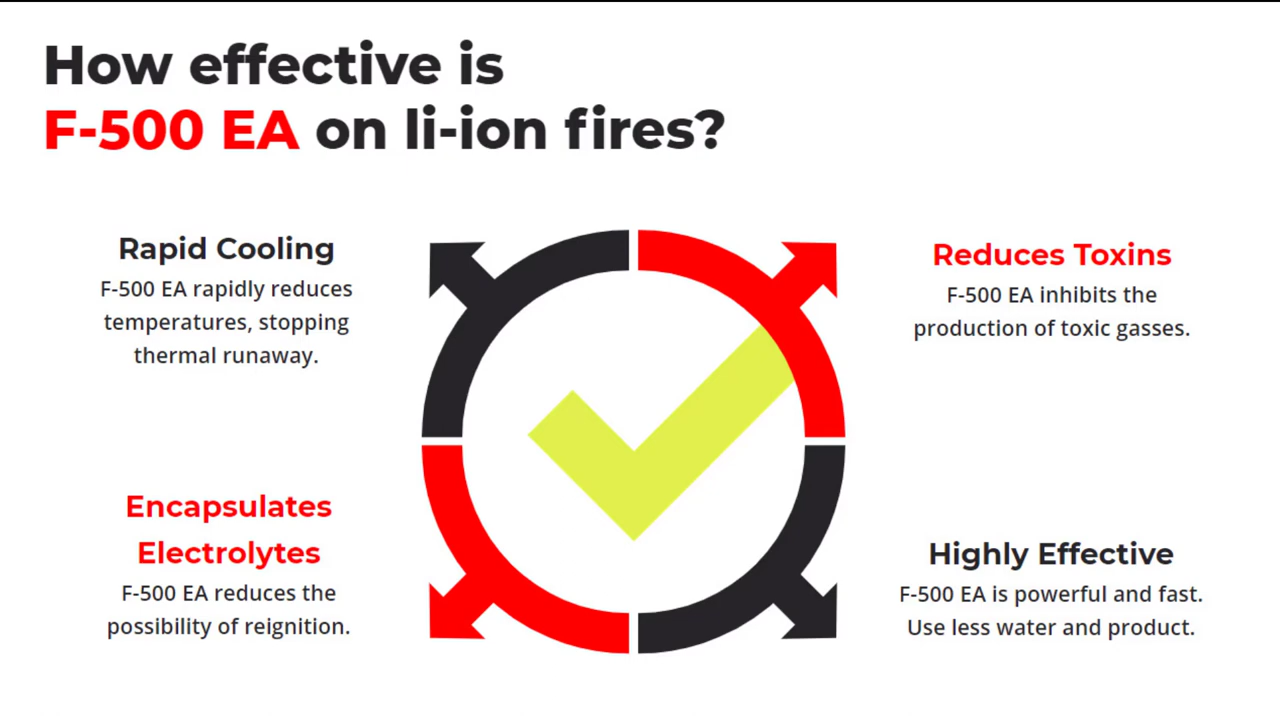 How effective is
F-500 EA on li-ion fires?
Rapid Cooling
F-500 EA rapidly reduces
temperatures, stopping
thermal runaway.
Reduces Toxins
F-500 EA inhibits the
production of toxic gasses.
Encapsulates
Electrolytes
F-500 EA reduces the
possibility of reignition.
Highly Effective
F-500 EA is powerful and fast.
Use less water and product.